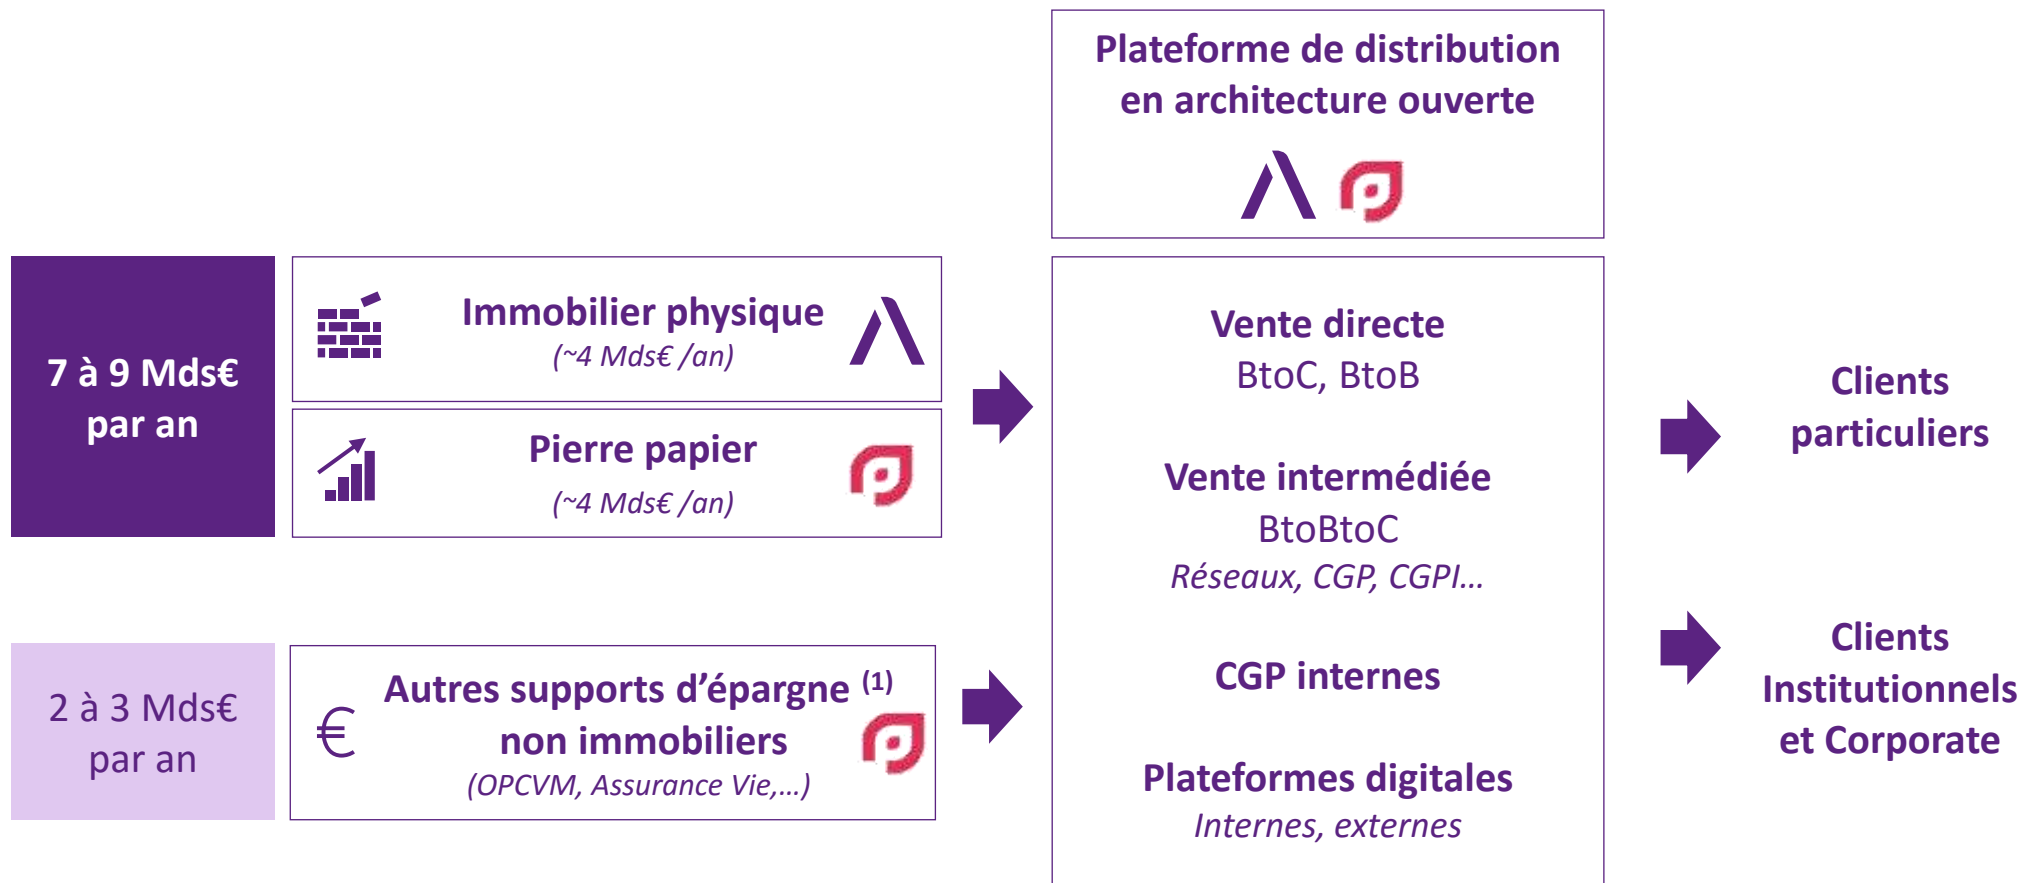 Plateforme de distribution
en architecture ouverte
7 à 9 Mds€
par an
Immobilier physique
(~4 Mds€ /an)
Pierre papier
(~4 Mds€ /an)
2 à 3 Mds€
par an
Autres supports d’épargne (1)
non immobiliers
(OPCVM, Assurance Vie,…)
Vente directe
BtoC, BtoB
Vente intermédiée
BtoBtoC
Réseaux, CGP, CGPI…
CGP internes
Plateformes digitales
Internes, externes
Clients
particuliers
Clients
Institutionnels
et Corporate